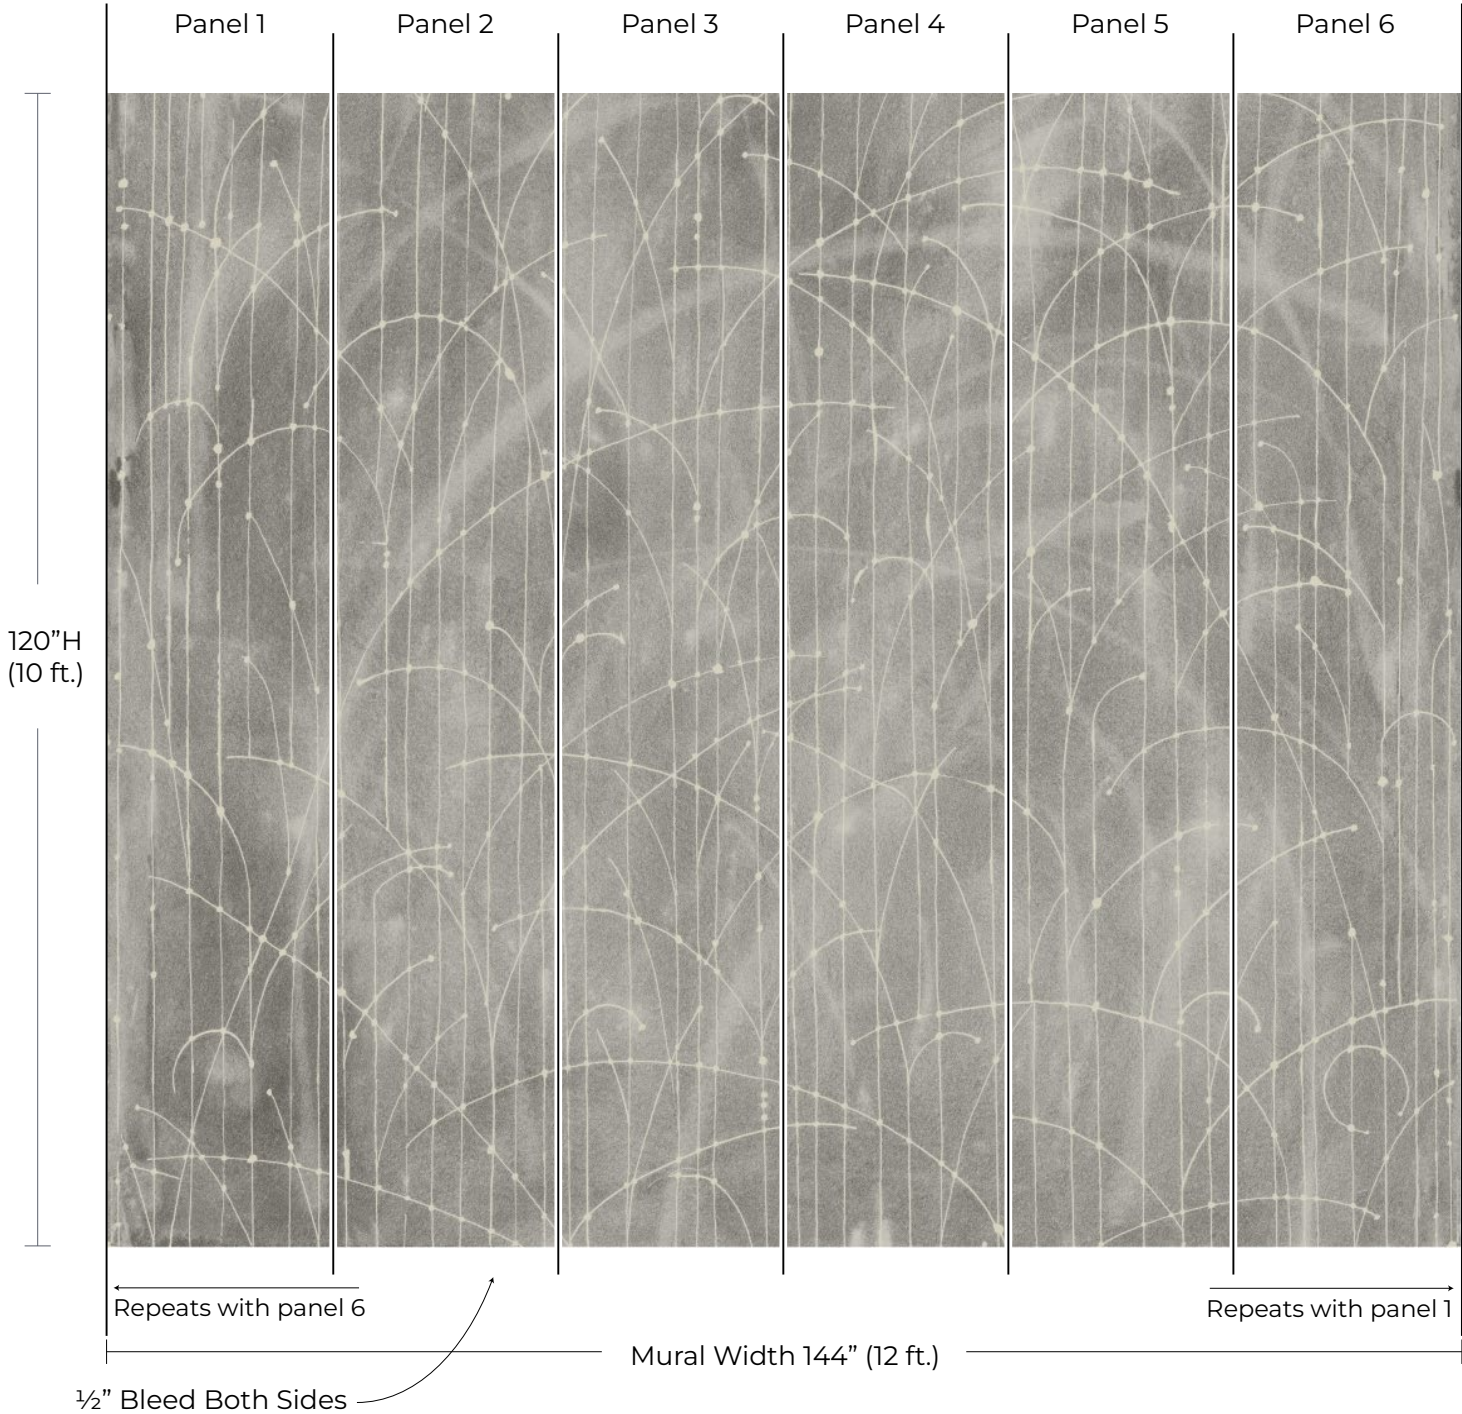 Panel 1
Panel 2
Panel 3
Panel 4
Panel 5
Panel 6
120”H
(10 ft.)
Repeats with panel 6
Repeats with panel 1
Mural Width 144” (12 ft.)
½” Bleed Both Sides